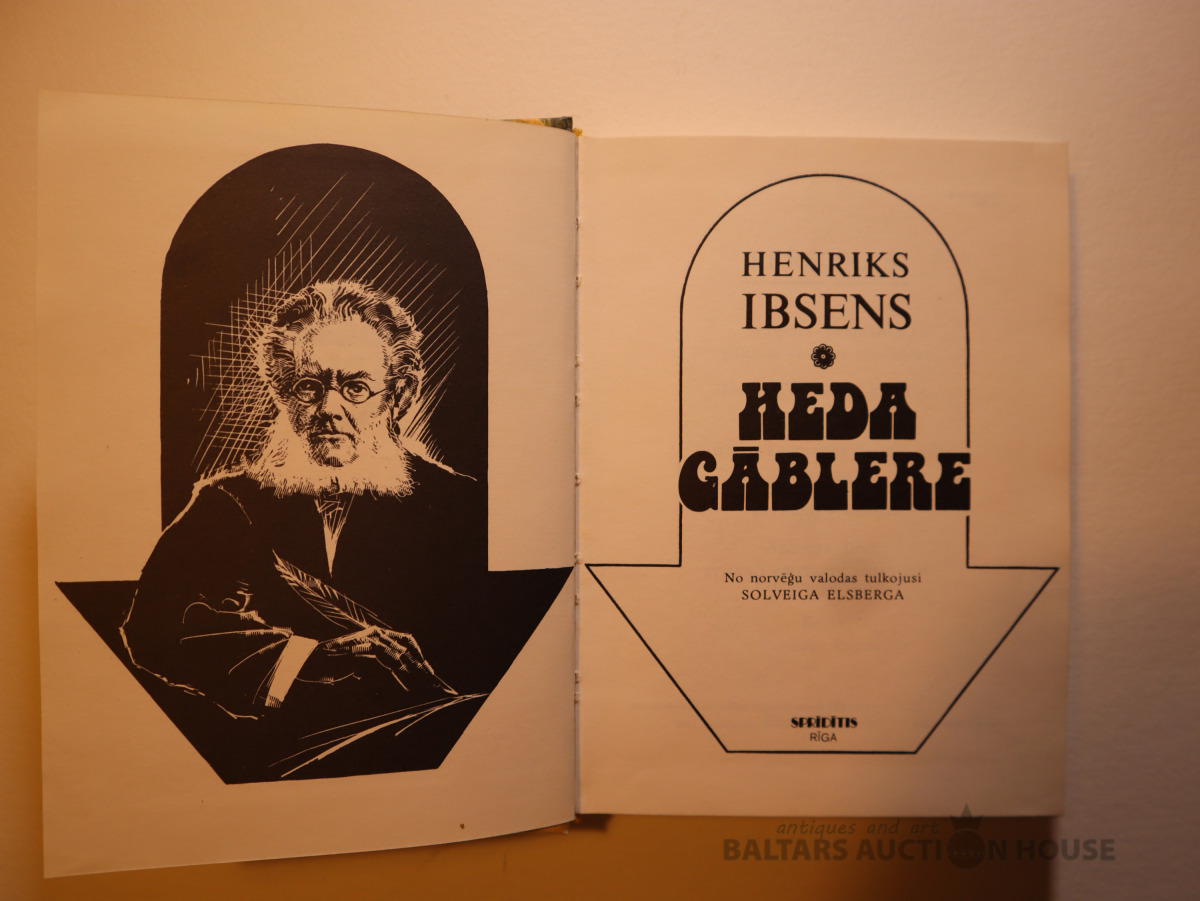 HENRIKS
IBSENS
HEDA
GĀBLERE
No norvēģu valodas tulkojusi
SOLVEIGA ELSBERGA
SPRĪDĪTIS
RĪGA
antiques and art
BALTARS AUCTION HOUSE